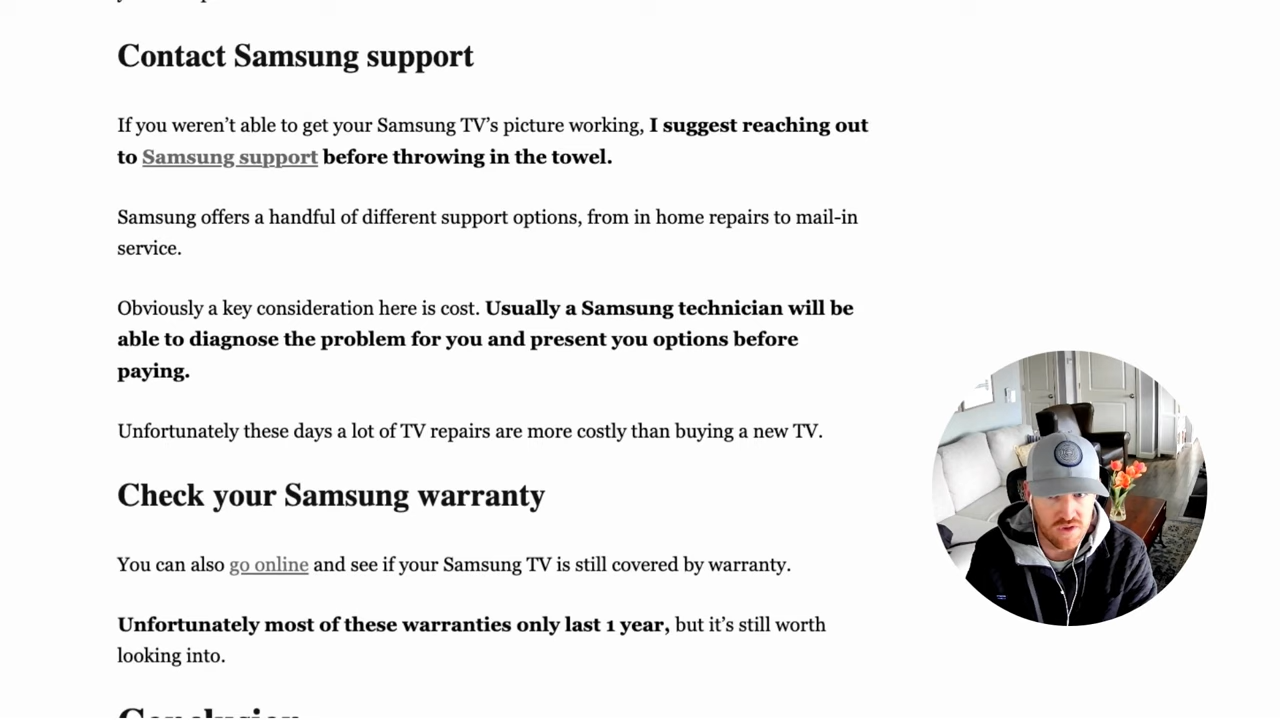 Contact Samsung support
If you weren’t able to get your Samsung TV’s picture working, I suggest reaching out
to Samsung support before throwing in the towel.
Samsung offers a handful of different support options, from in home repairs to mail-in
service.
Obviously a key consideration here is cost. Usually a Samsung technician will be
able to diagnose the problem for you and present you options before
paying.
Unfortunately these days a lot of TV repairs are more costly than buying a new TV.
Check your Samsung warranty
You can also go online and see if your Samsung TV is still covered by warranty.
Unfortunately most of these warranties only last 1 year, but it’s still worth
looking into.
Conclusion